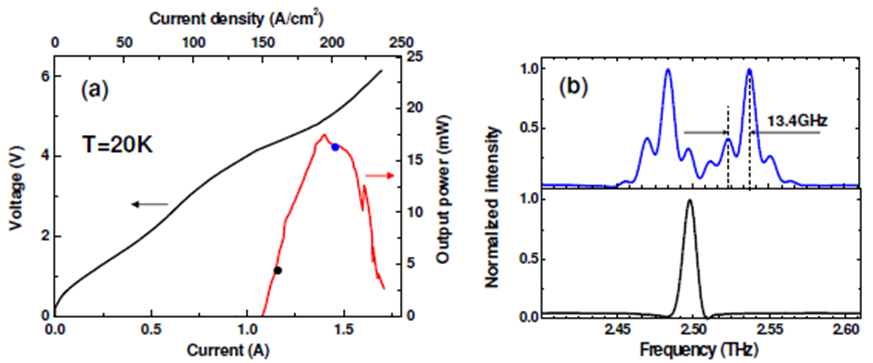 Current density (A/cm²)
0 50 100 150 200 250
(a)
T=20K
Voltage (V)
6
4
2
0
25
20
15
10
5
0
Output power (mW)
0.0 0.5 1.0 1.5
Current (A)
(b)
13.4GHz
Normalized intensity
1.0
0.5
1.0
0.5
0.0
2.45 2.50 2.55 2.60
Frequency (THz)